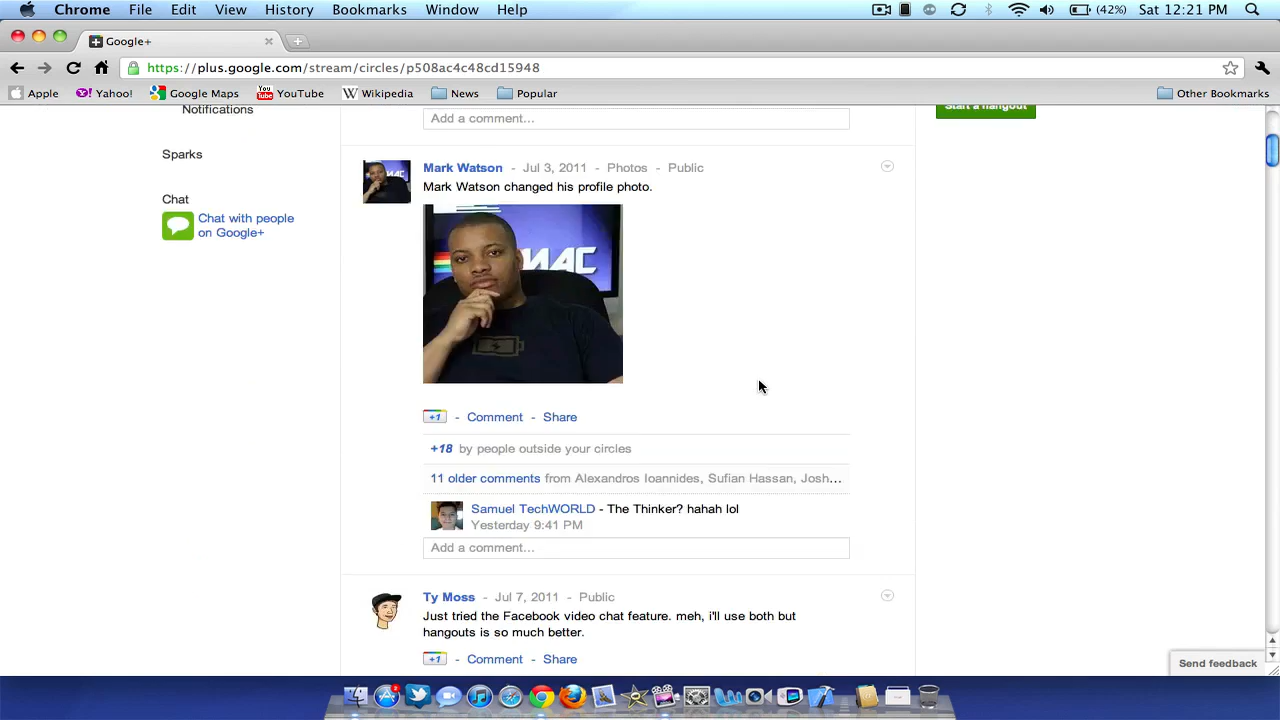 Chrome File Edit View History Bookmarks Window Help (42%) Sat 12:21 PM
Google+
https://plus.google.com/stream/circles/p508ac4c48cd15948
Apple Yahoo! Google Maps YouTube Wikipedia News Popular Other Bookmarks
Notifications
Sparks
Chat
Chat with people
on Google+
Start a hangout
Add a comment...
Mark Watson - Jul 3, 2011 - Photos - Public
Mark Watson changed his profile photo.
MAC
+1 - Comment - Share
+18 by people outside your circles
11 older comments from Alexandros Ioannides, Sufian Hassan, Josh...
Samuel TechWORLD - The Thinker? hahah lol
Yesterday 9:41 PM
Add a comment...
Ty Moss - Jul 7, 2011 - Public
Just tried the Facebook video chat feature. meh, i'll use both but
hangouts is so much better.
+1 - Comment - Share
Send feedback